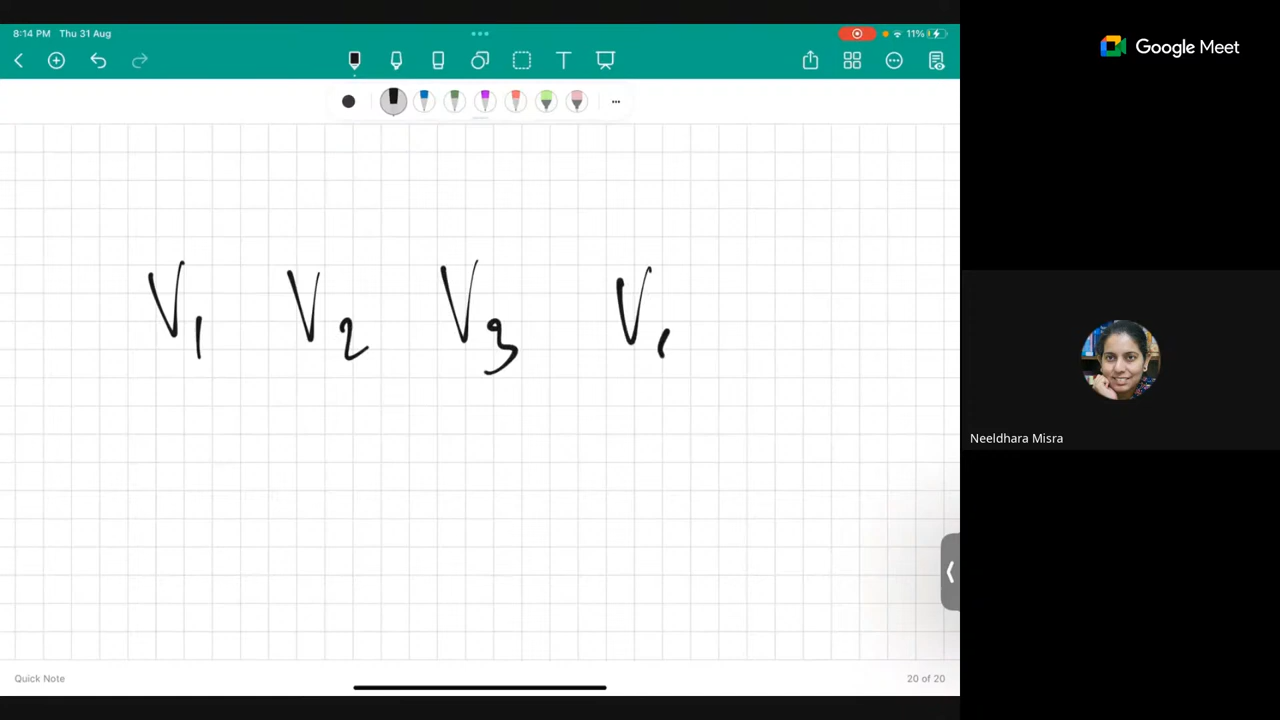 8:14 PM Thu 31 Aug
11%
Google Meet
T
V1 V2 V3 V
Neeldhara Misra
Quick Note
20 of 20